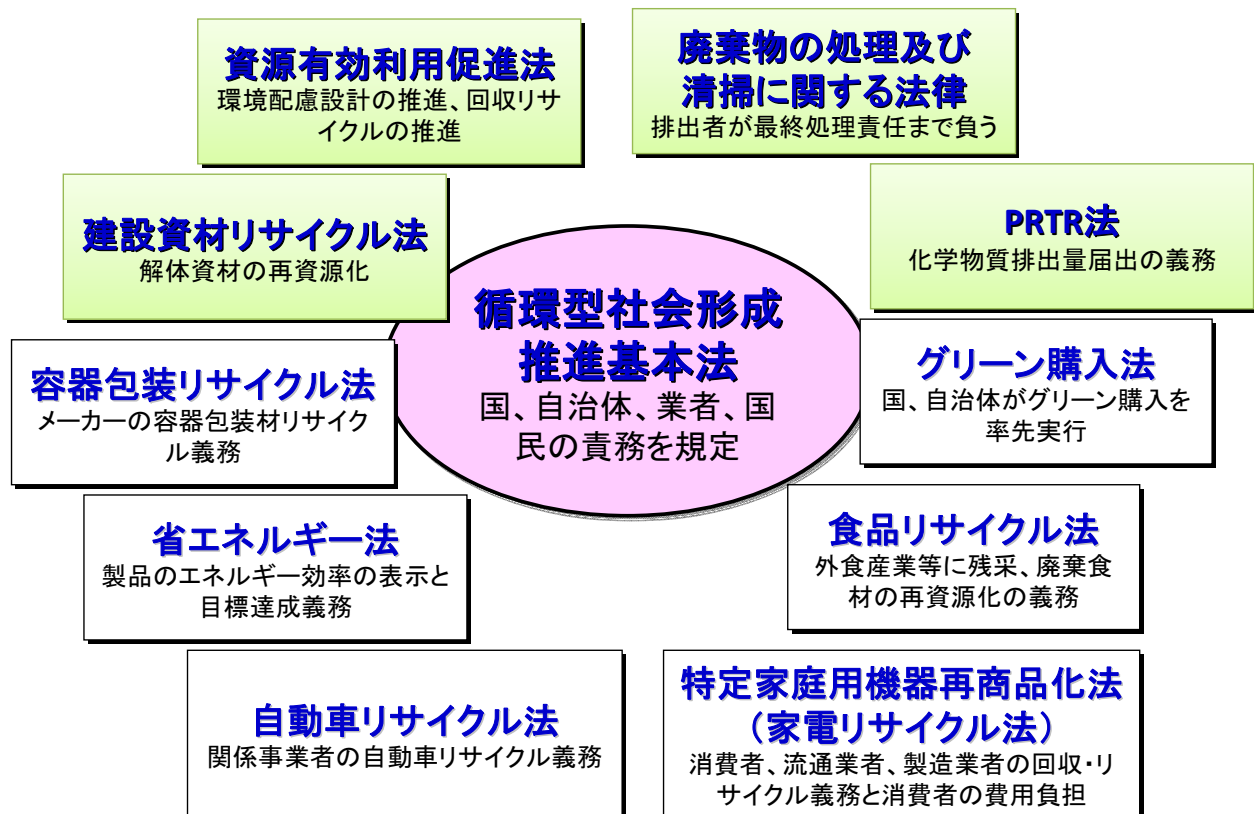 資源有効利用促進法
環境配慮設計の推進、回収リサ
イクルの推進
廃棄物の処理及び
清掃に関する法律
排出者が最終処理責任まで負う
建設資材リサイクル法
解体資材の再資源化
PRTR法
化学物質排出量届出の義務
循環型社会形成
推進基本法
国、自治体、業者、国
民の責務を規定
容器包装リサイクル法
メーカーの容器包装材リサイク
ル義務
グリーン購入法
国、自治体がグリーン購入を
率先実行
省エネルギー法
製品のエネルギー効率の表示と
目標達成義務
食品リサイクル法
外食産業等に残采、廃棄食
材の再資源化の義務
自動車リサイクル法
関係事業者の自動車リサイクル義務
特定家庭用機器再商品化法
（家電リサイクル法）
消費者、流通業者、製造業者の回収・リ
サイクル義務と消費者の費用負担